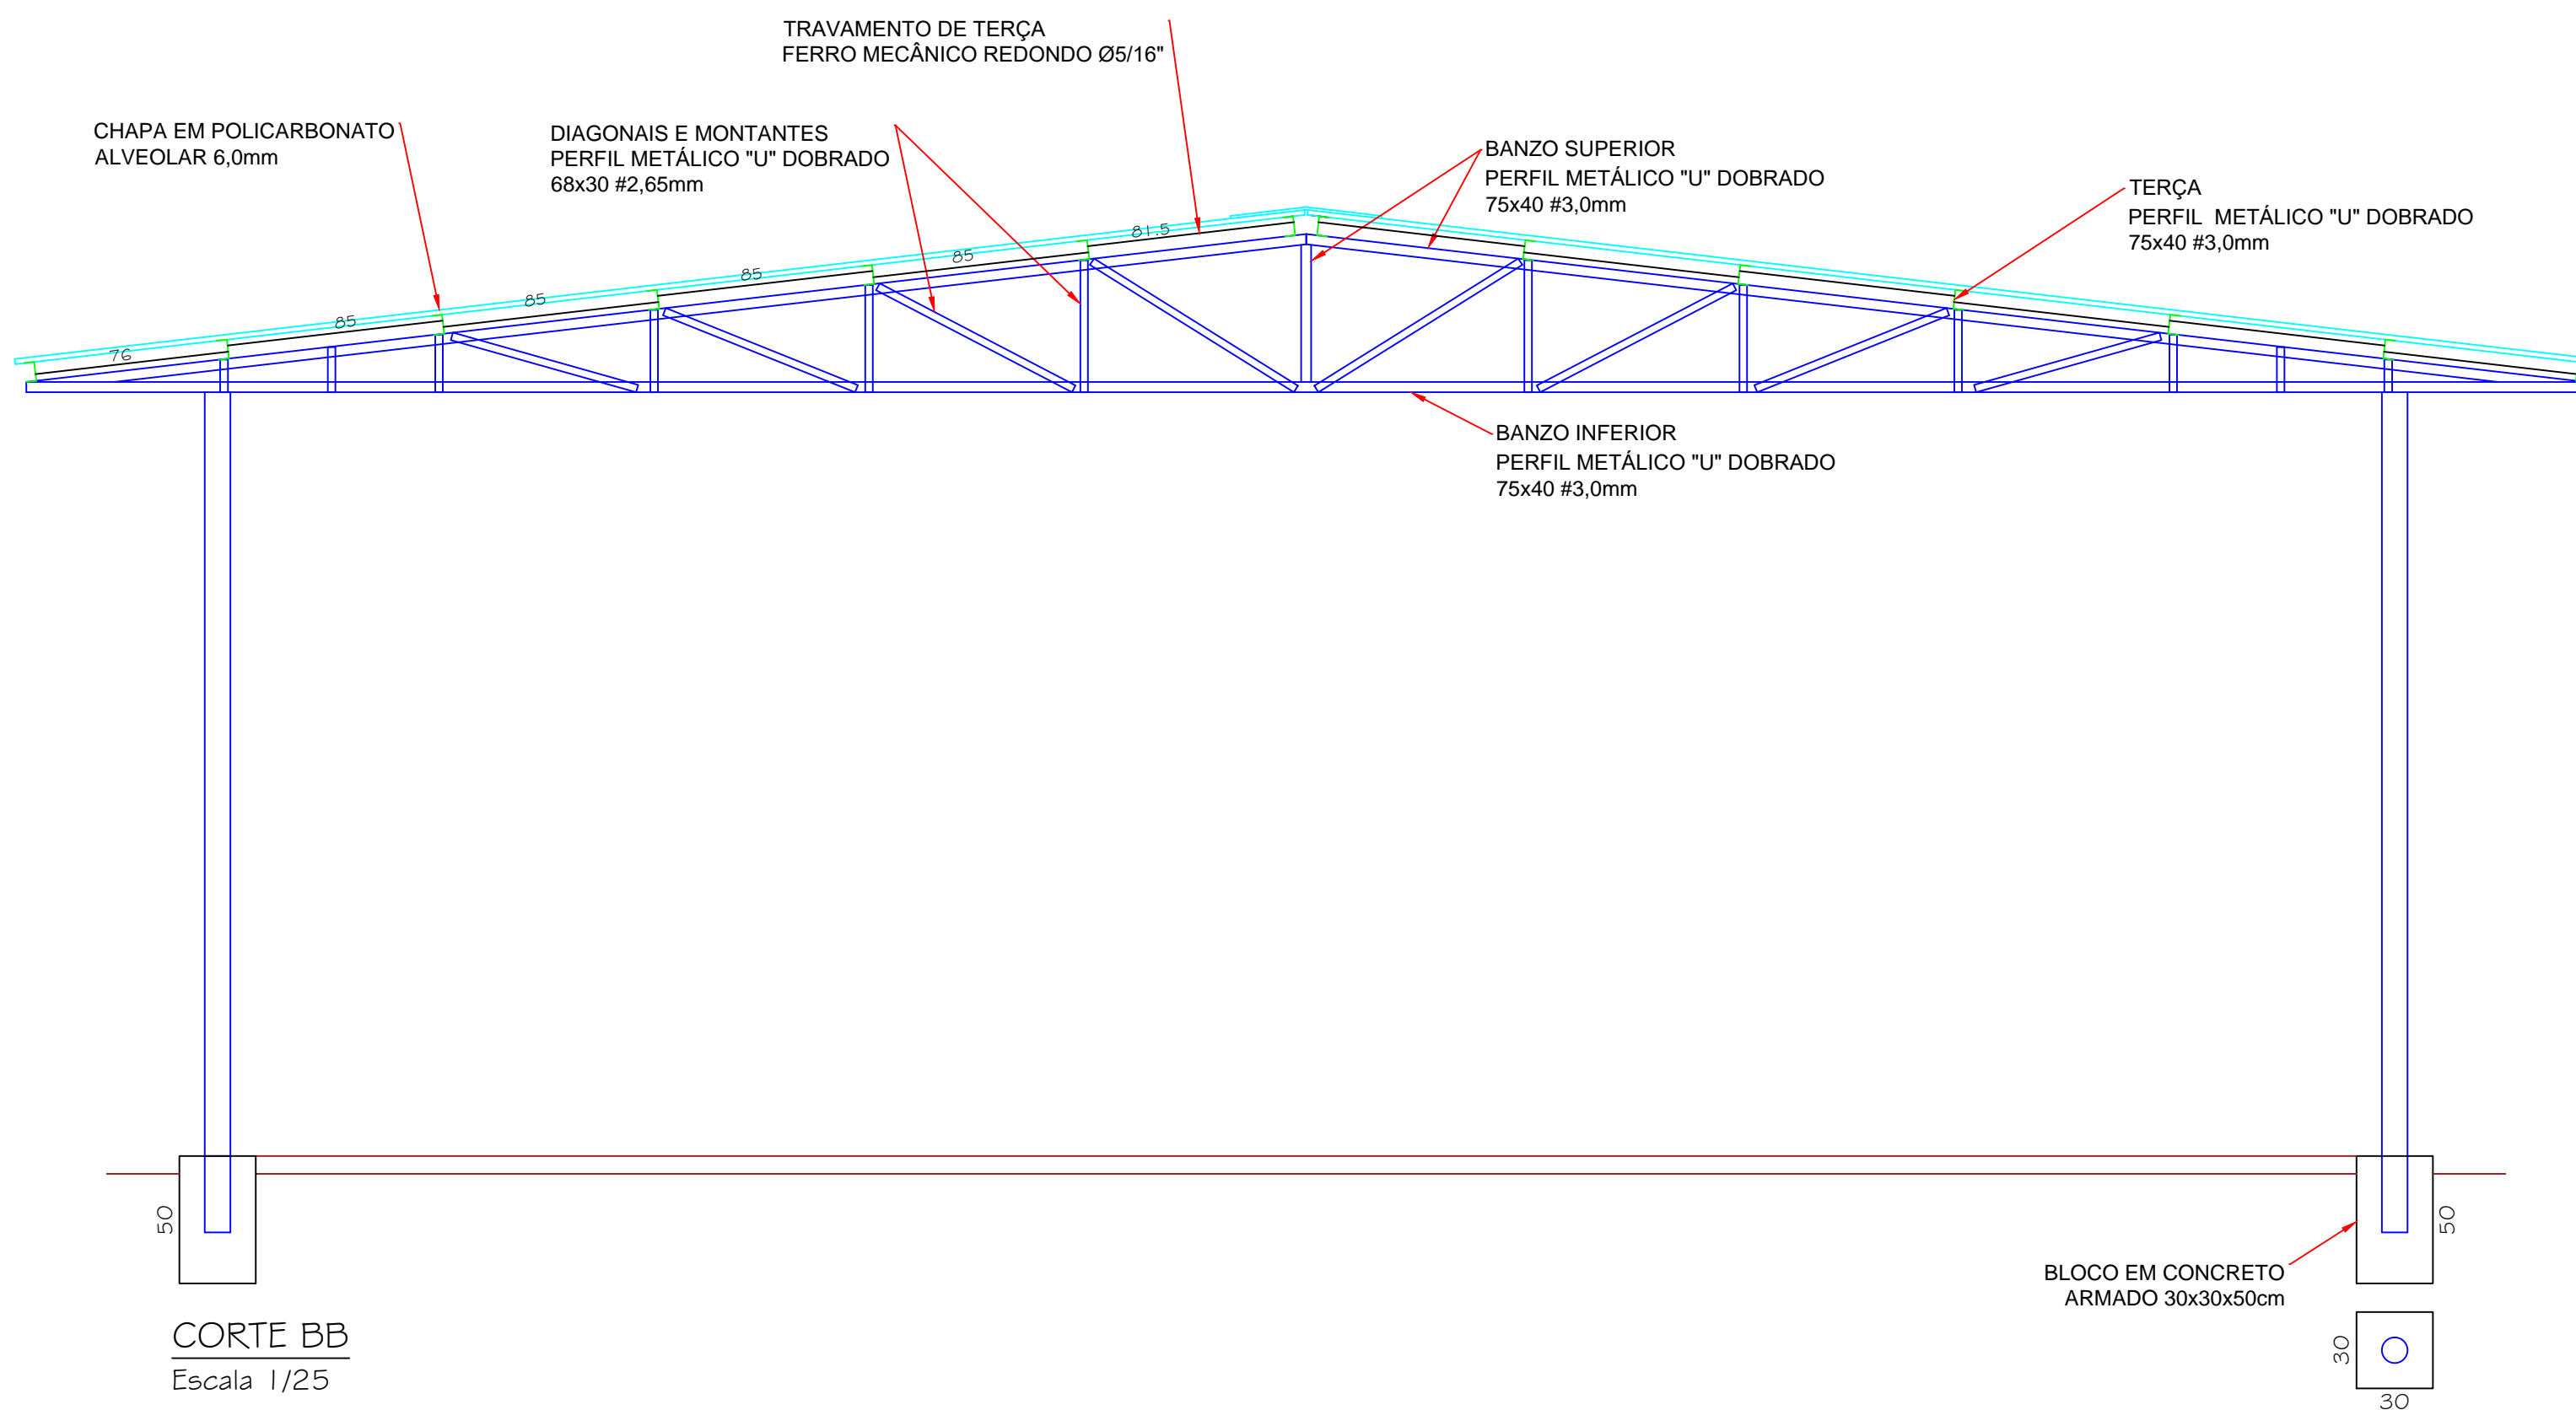 TRAVAMENTO DE TERÇA
FERRO MECÂNICO REDONDO Ø5/16"
CHAPA EM POLICARBONATO
ALVEOLAR 6,0mm
DIAGONAIS E MONTANTES
PERFIL METÁLICO "U" DOBRADO
68x30 #2,65mm
BANZO SUPERIOR
PERFIL METÁLICO "U" DOBRADO
75x40 #3,0mm
TERÇA
PERFIL METÁLICO "U" DOBRADO
75x40 #3,0mm
76
85
85
85
85
81.5
BANZO INFERIOR
PERFIL METÁLICO "U" DOBRADO
75x40 #3,0mm
50
50
BLOCO EM CONCRETO
ARMADO 30x30x50cm
30
30
CORTE BB
Escala 1/25